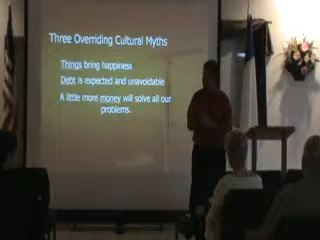 Three Overriding Cultural Myths
Things bring happiness
Debt is expected and unavoidable
A little more money will solve all our
problems.